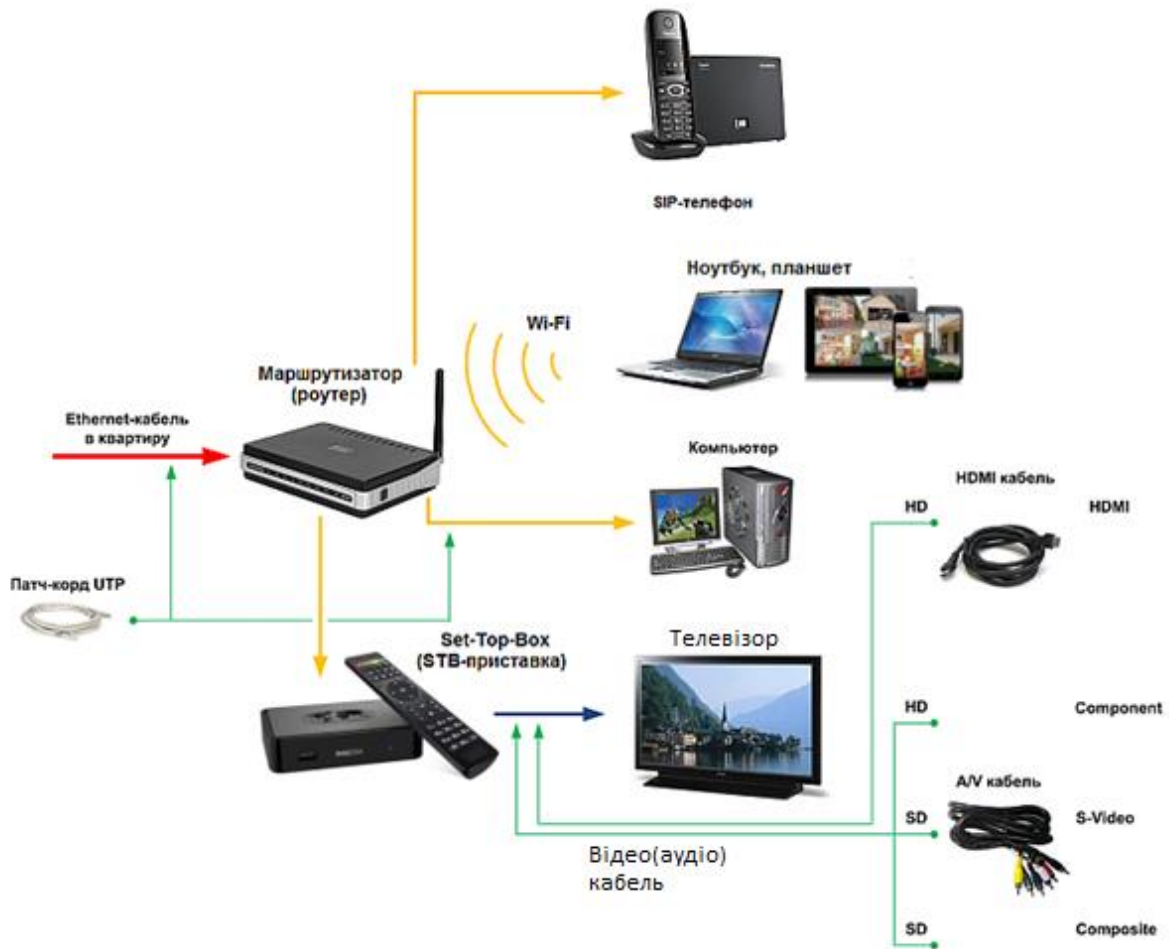 SIP-телефон
Ноутбук, планшет
Wi-Fi
Маршрутизатор
(роутер)
Ethernet-кабель
в квартиру
Компьютер
HDMI кабель
HD
HDMI
Патч-корд UTP
Set-Top-Box
(STB-приставка)
Телевізор
HD
Component
A/V кабель
SD
S-Video
Відео(аудіо)
кабель
SD
Composite